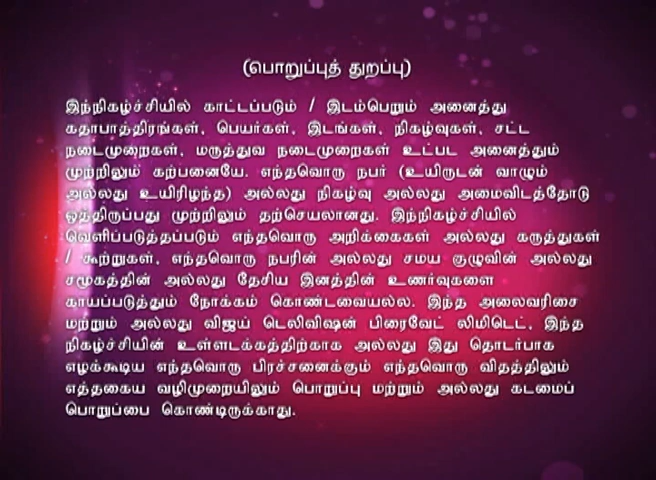 (பொறுப்புத் துறப்பு)
இந்நிகழ்ச்சியில் காட்டப்படும் / இடம்பெறும் அனைத்து
கதாபாத்திரங்கள், பெயர்கள், இடங்கள், நிகழ்வுகள், சட்ட
நடைமுறைகள், மருத்துவ நடைமுறைகள் உட்பட அனைத்தும்
முற்றிலும் கற்பனையே. எந்தவொரு நபர் (உயிருடன் வாழும்
அல்லது உயிரிழந்த) அல்லது நிகழ்வு அல்லது அமைவிடத்தோடு
ஒத்திருப்பது முற்றிலும் தற்செயலானது. இந்நிகழ்ச்சியில்
வெளிப்படுத்தப்படும் எந்தவொரு அறிக்கைகள் அல்லது கருத்துகள்
/ கூற்றுகள், எந்தவொரு நபரின் அல்லது சமய குழுவின் அல்லது
சமூகத்தின் அல்லது தேசிய இனத்தின் உணர்வுகளை
காயப்படுத்தும் நோக்கம் கொண்டவையல்ல. இந்த அலைவரிசை
மற்றும் அல்லது விஜய் டெலிவிஷன் பிரைவேட் லிமிடெட், இந்த
நிகழ்ச்சியின் உள்ளடக்கத்திற்காக அல்லது இது தொடர்பாக
எழக்கூடிய எந்தவொரு பிரச்சனைக்கும் எந்தவொரு விதத்திலும்
எத்தகைய வழிமுறையிலும் பொறுப்பு மற்றும் அல்லது கடமைப்
பொறுப்பை கொண்டிருக்காது.